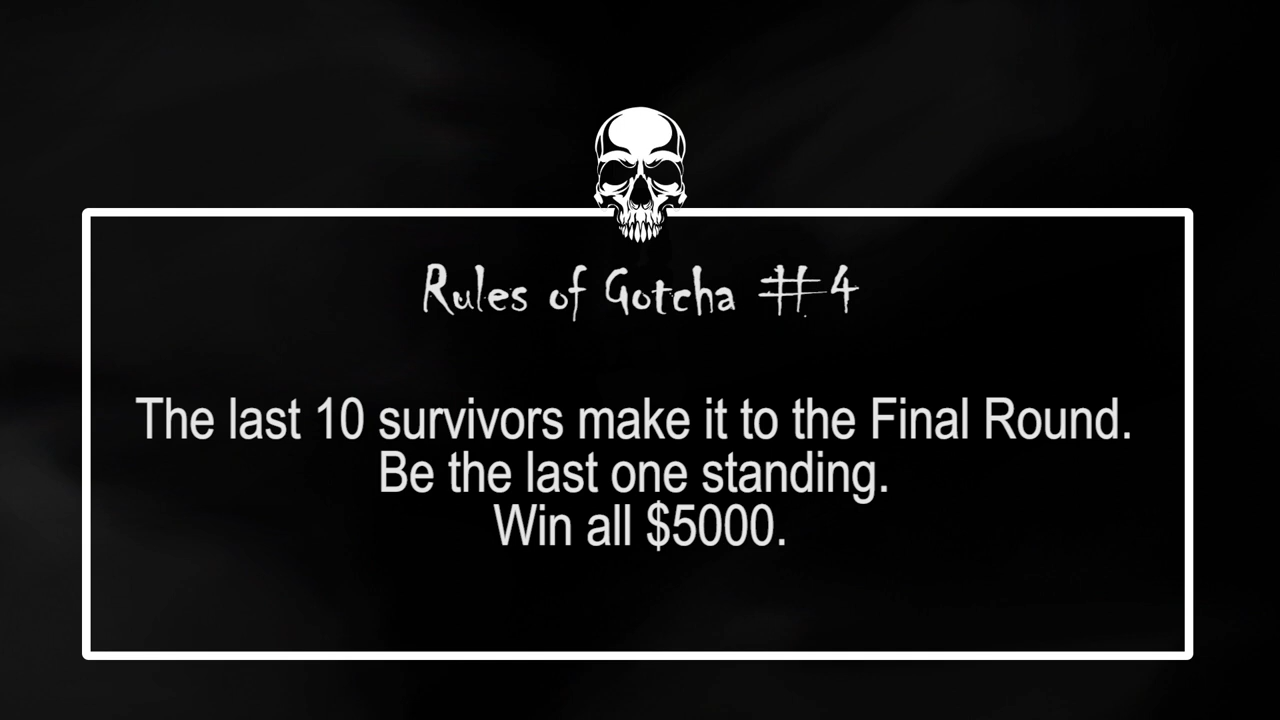 Rules of Gotcha #4
The last 10 survivors make it to the Final Round.
Be the last one standing.
Win all $5000.